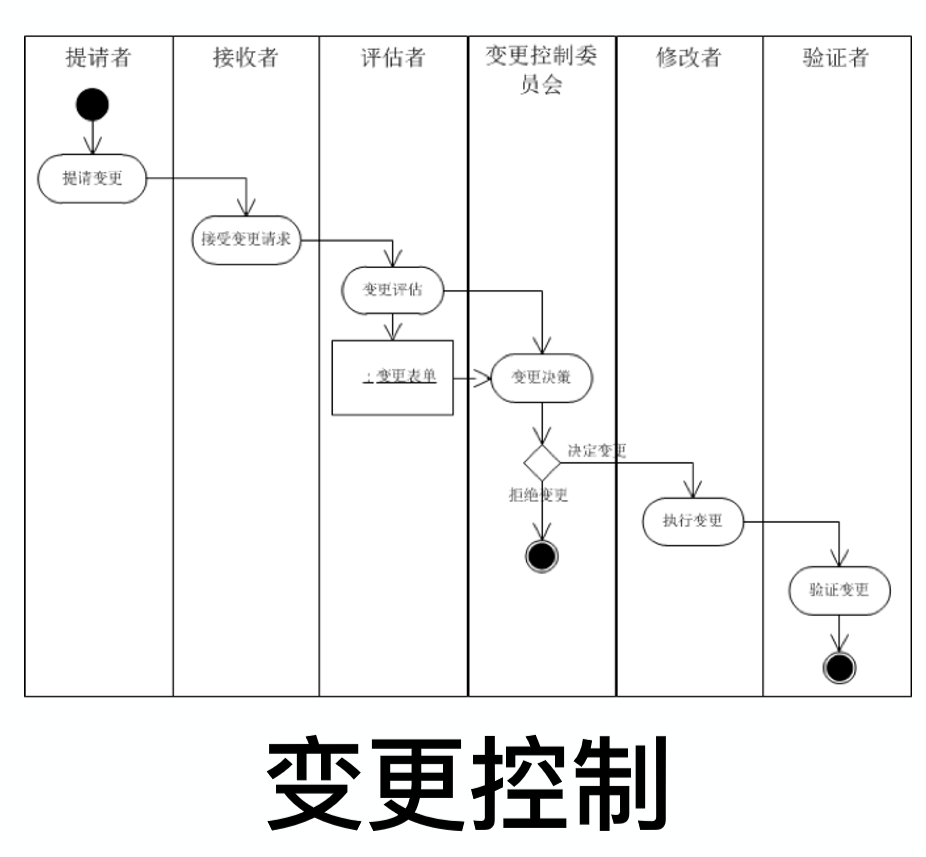 提请者
接收者
评估者
变更控制委
员会
修改者
验证者
提请变更
接受变更请求
变更评估
：变更表单
变更决策
决定变更
拒绝变更
执行变更
验证变更
变更控制